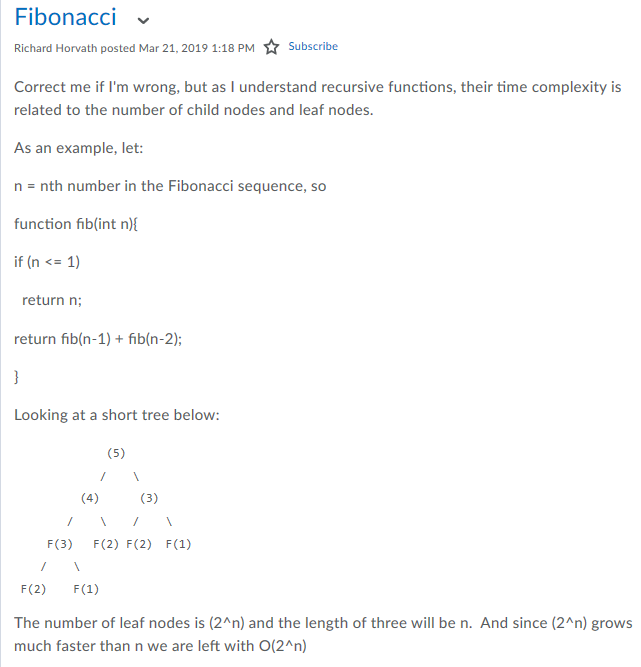 Fibonacci
Richard Horvath posted Mar 21, 2019 1:18 PM ☆ Subscribe
Correct me if I'm wrong, but as I understand recursive functions, their time complexity is
related to the number of child nodes and leaf nodes.
As an example, let:
n = nth number in the Fibonacci sequence, so
function fib(int n){
if (n <= 1)
return n;
return fib(n-1) + fib(n-2);
}
Looking at a short tree below:
(5)
/ \
(4) (3)
/ \ / \
F(3) F(2) F(2) F(1)
/ \
F(2) F(1)
The number of leaf nodes is (2^n) and the length of three will be n. And since (2^n) grows
much faster than n we are left with O(2^n)